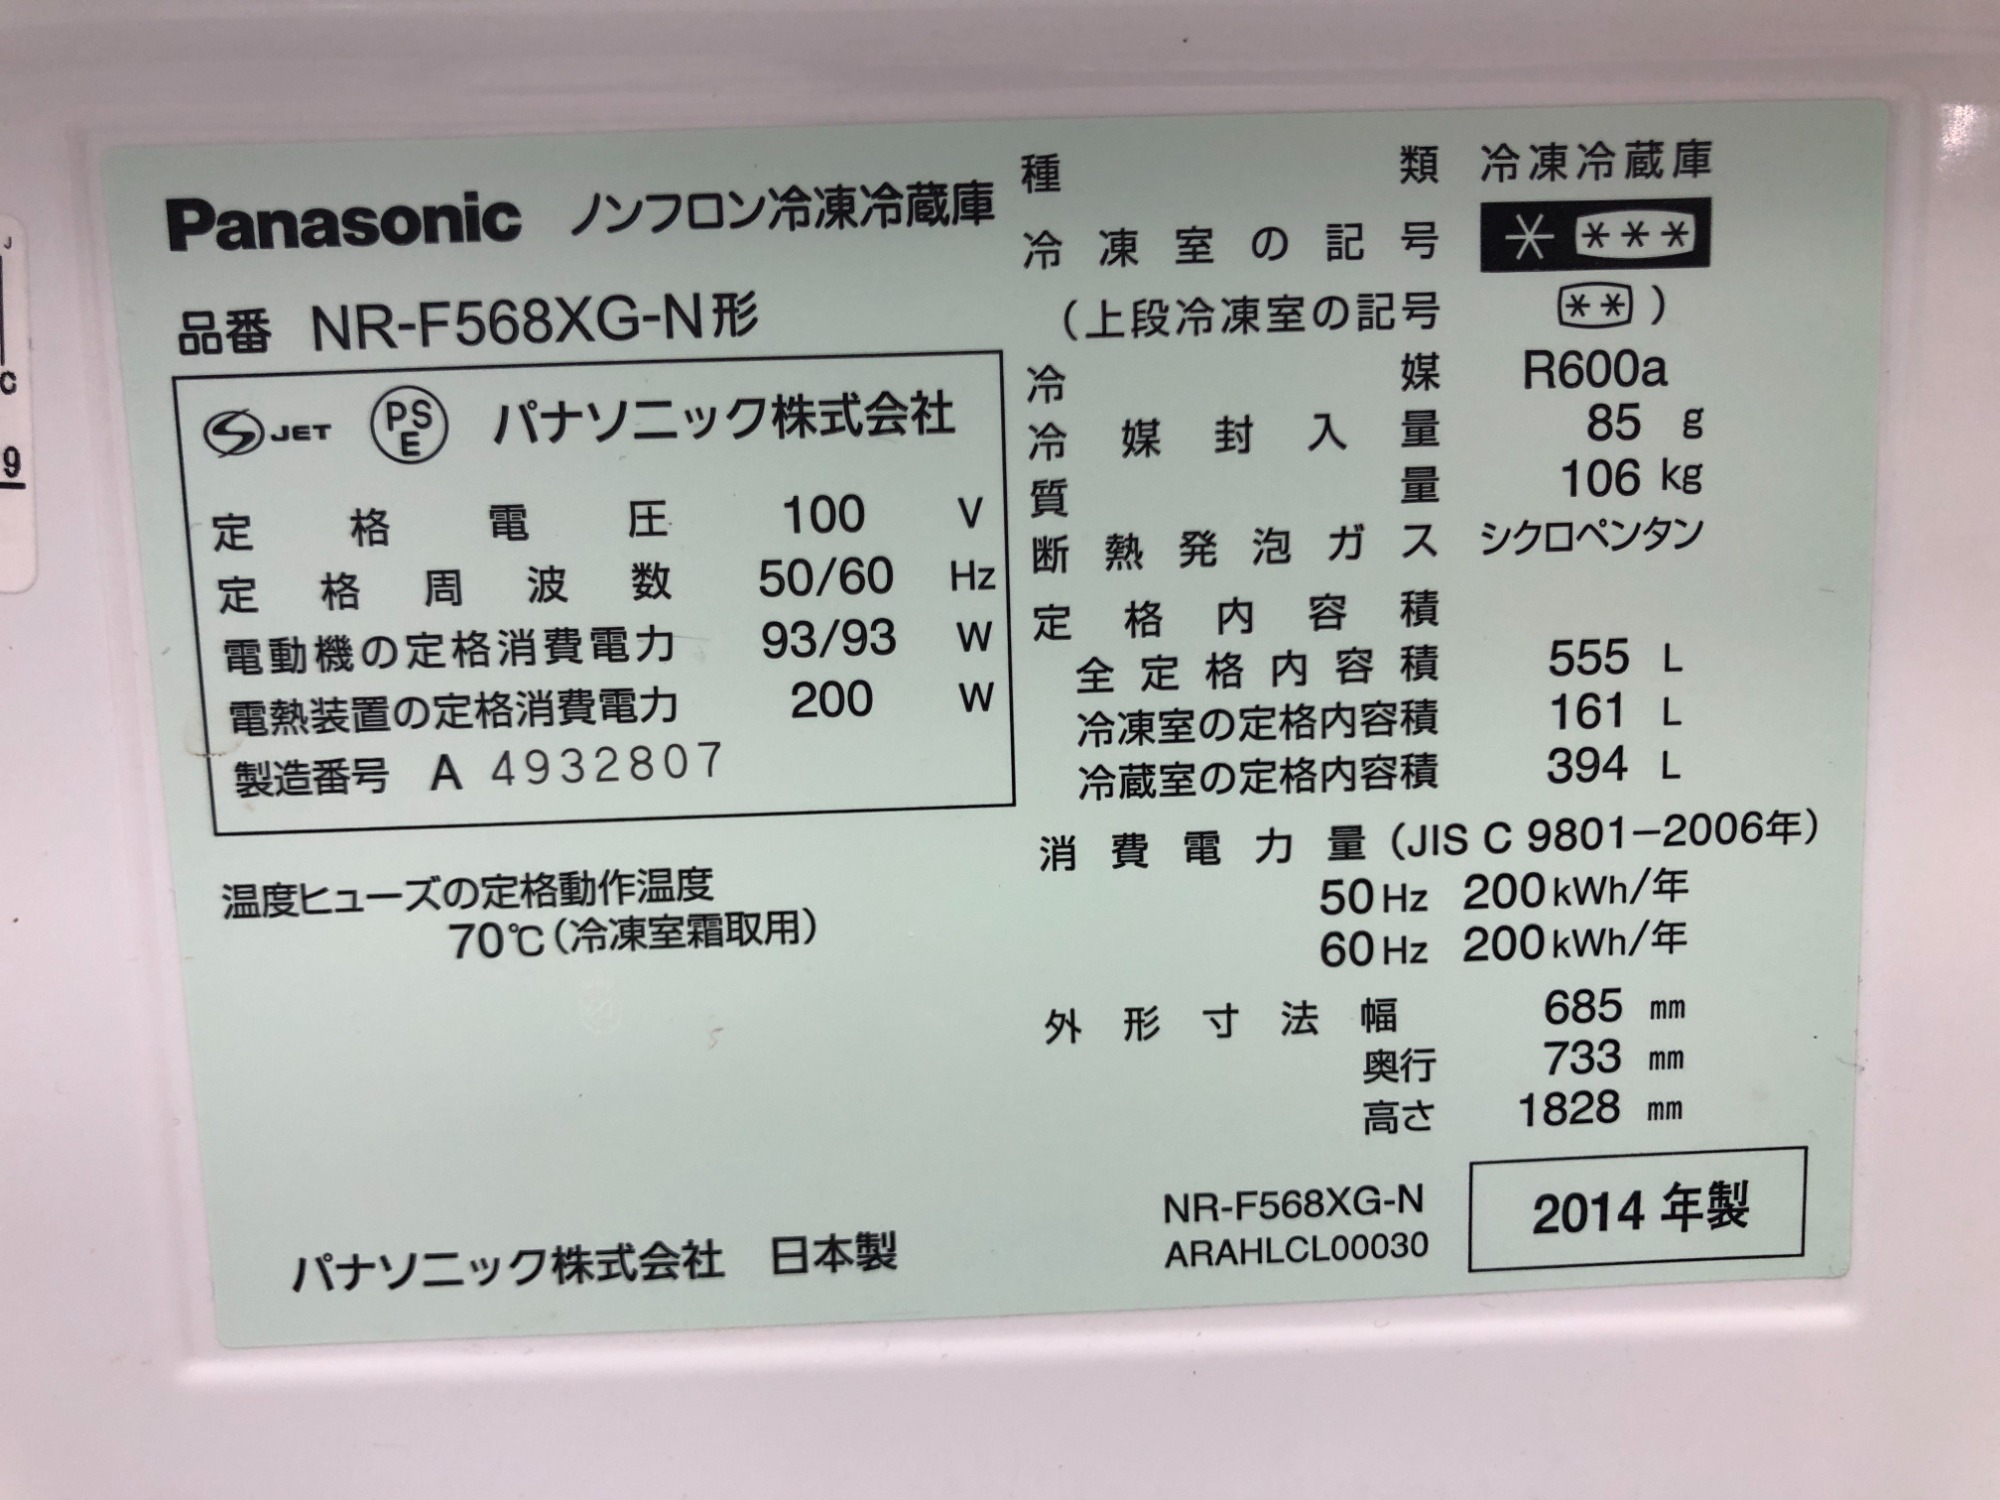 Panasonic ノンフロン冷凍冷蔵庫
品番 NR-F568XG-N形
S JET PSE パナソニック株式会社
定格電圧 100 V
定格周波数 50/60 Hz
電動機の定格消費電力 93/93 W
電熱装置の定格消費電力 200 W
製造番号 A 4932807
温度ヒューズの定格動作温度
70℃(冷凍室霜取用)
パナソニック株式会社 日本製
種類 冷凍冷蔵庫
冷凍室の記号 * ***
(上段冷凍室の記号 **)
冷媒 R600a
冷媒封入量 85 g
質量 106 kg
断熱発泡ガス シクロペンタン
定格内容積
全定格内容積 555 L
冷凍室の定格内容積 161 L
冷蔵室の定格内容積 394 L
消費電力量(JIS C 9801-2006年)
50Hz 200kWh/年
60Hz 200kWh/年
外形寸法幅 685 mm
奥行 733 mm
高さ 1828 mm
NR-F568XG-N
ARAHLCL00030
2014年製
J
C
9